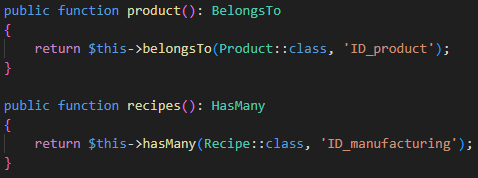 public function product(): BelongsTo
{
    return $this->belongsTo(Product::class, 'ID_product');
}

public function recipes(): HasMany
{
    return $this->hasMany(Recipe::class, 'ID_manufacturing');
}